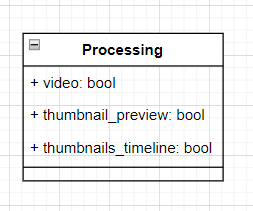 Processing
+ video: bool
+ thumbnail_preview: bool
+ thumbnails_timeline: bool